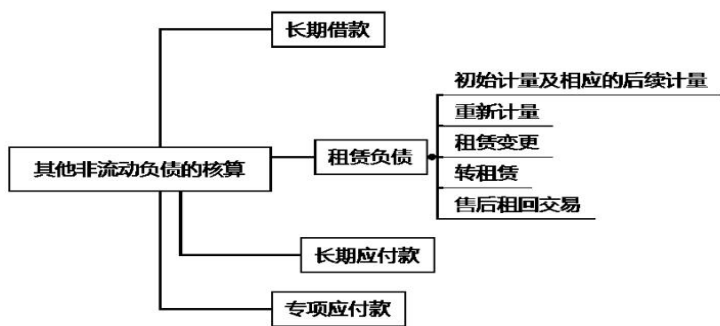 长期借款
初始计量及相应的后续计量
重新计量
租赁变更
转租赁
售后租回交易
租赁负债
其他非流动负债的核算
长期应付款
专项应付款